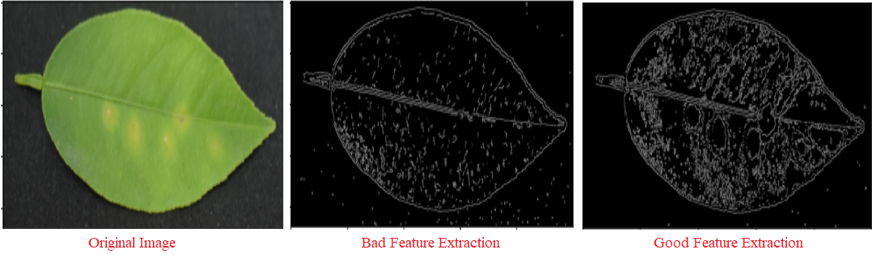 Original Image
Bad Feature Extraction
Good Feature Extraction